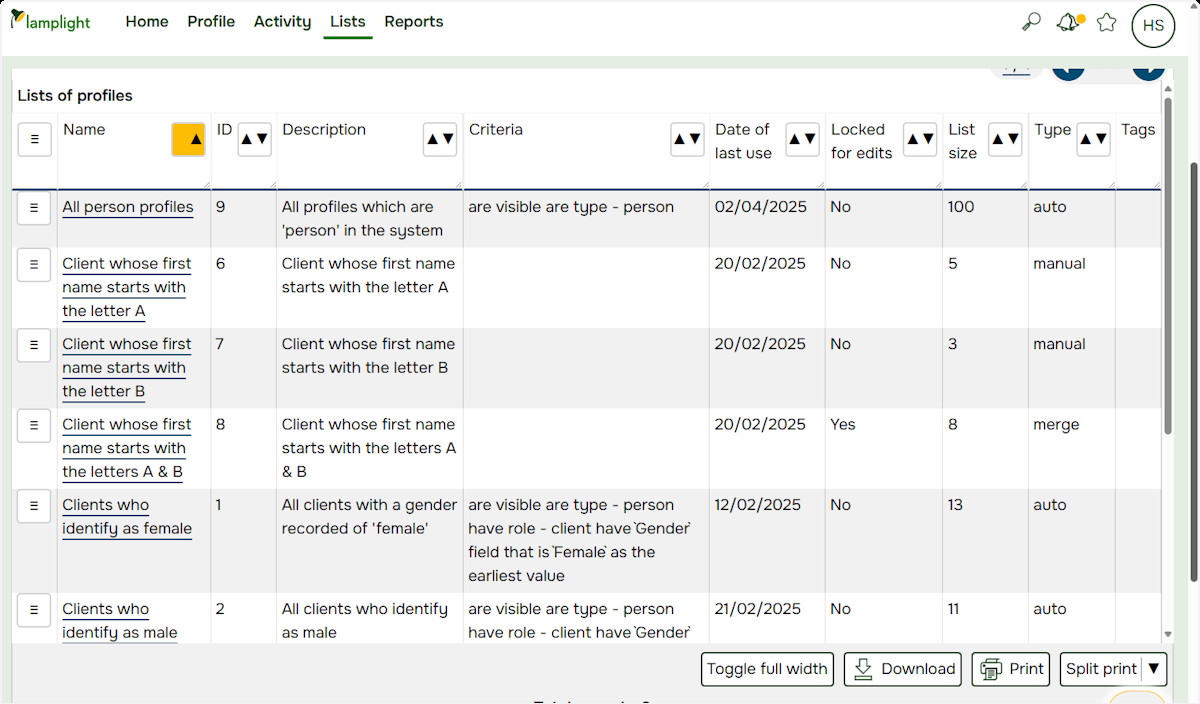 lamplight Home Profile Activity Lists Reports HS
Lists of profiles
Name ID Description Criteria Date of last use Locked for edits List size Type Tags
All person profiles 9 All profiles which are 'person' in the system are visible are type - person 02/04/2025 No 100 auto
Client whose first name starts with the letter A 6 Client whose first name starts with the letter A 20/02/2025 No 5 manual
Client whose first name starts with the letter B 7 Client whose first name starts with the letter B 20/02/2025 No 3 manual
Client whose first name starts with the letters A & B 8 Client whose first name starts with the letters A & B 20/02/2025 Yes 8 merge
Clients who identify as female 1 All clients with a gender recorded of 'female' are visible are type - person have role - client have `Gender` field that is `Female` as the earliest value 12/02/2025 No 13 auto
Clients who identify as male 2 All clients who identify as male are visible are type - person have role - client have `Gender` 21/02/2025 No 11 auto
Toggle full width Download Print Split print